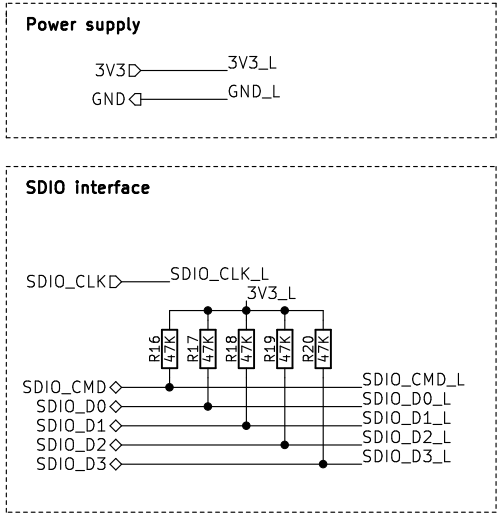 Power supply
3V3 3V3_L
GND GND_L
SDIO interface
SDIO_CLK SDIO_CLK_L
3V3_L
R16 47K R17 47K R18 47K R19 47K R20 47K
SDIO_CMD SDIO_CMD_L
SDIO_D0 SDIO_D0_L
SDIO_D1 SDIO_D1_L
SDIO_D2 SDIO_D2_L
SDIO_D3 SDIO_D3_L